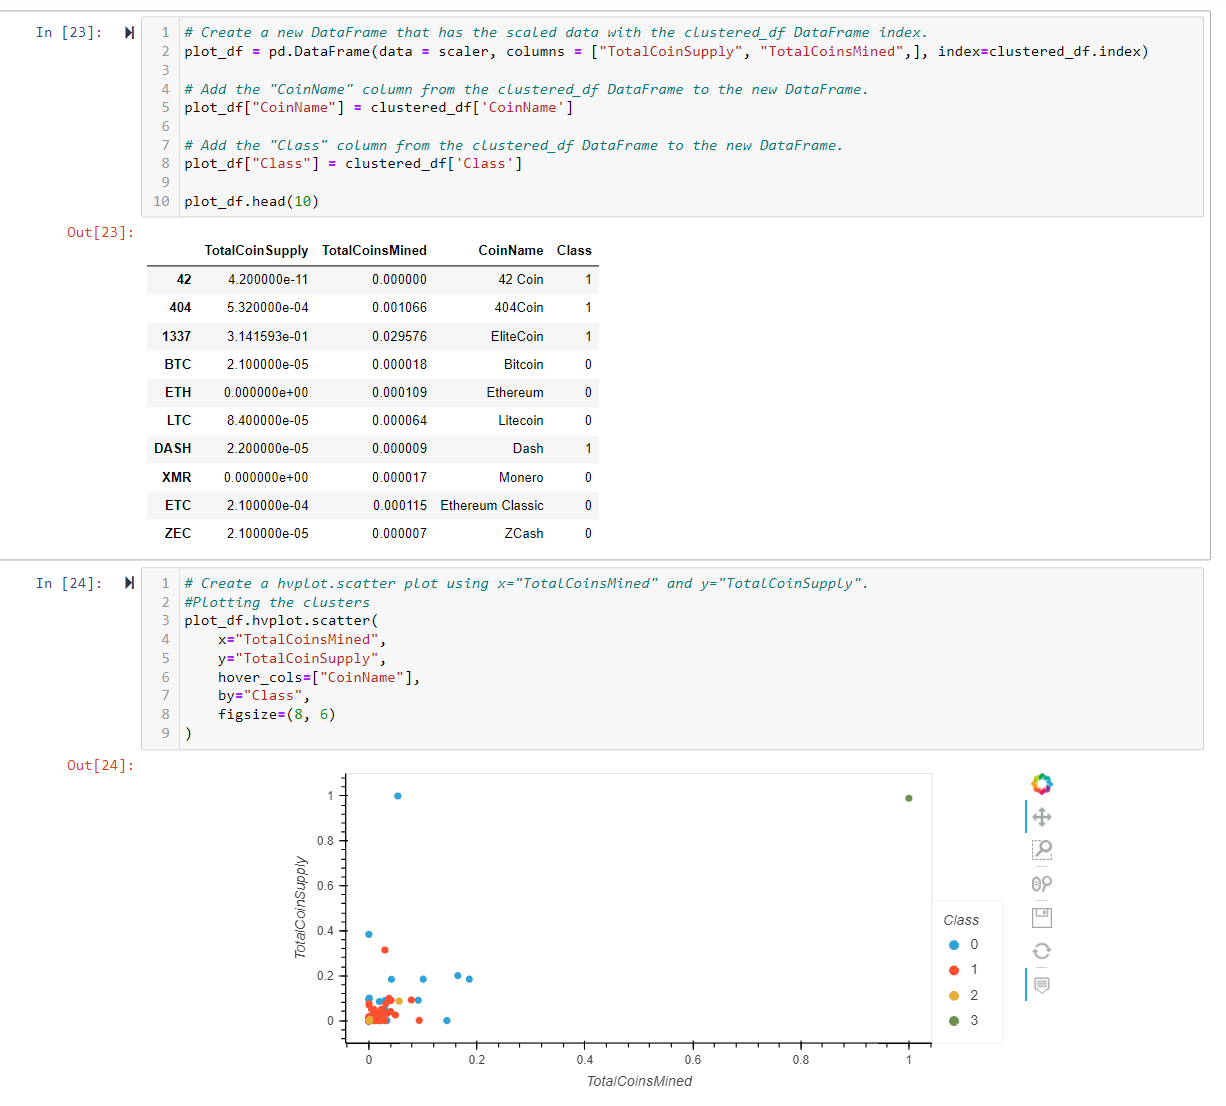 In [23]:
1 # Create a new DataFrame that has the scaled data with the clustered_df DataFrame index.
2 plot_df = pd.DataFrame(data = scaler, columns = ["TotalCoinSupply", "TotalCoinsMined",], index=clustered_df.index)
3
4 # Add the "CoinName" column from the clustered_df DataFrame to the new DataFrame.
5 plot_df["CoinName"] = clustered_df['CoinName']
6
7 # Add the "Class" column from the clustered_df DataFrame to the new DataFrame.
8 plot_df["Class"] = clustered_df['Class']
9
10 plot_df.head(10)
Out[23]:
TotalCoinSupply TotalCoinsMined CoinName Class
42 4.200000e-11 0.000000 42 Coin 1
404 5.320000e-04 0.001066 404Coin 1
1337 3.141593e-01 0.029576 EliteCoin 1
BTC 2.100000e-05 0.000018 Bitcoin 0
ETH 0.000000e+00 0.000109 Ethereum 0
LTC 8.400000e-05 0.000064 Litecoin 0
DASH 2.200000e-05 0.000009 Dash 1
XMR 0.000000e+00 0.000017 Monero 0
ETC 2.100000e-04 0.000115 Ethereum Classic 0
ZEC 2.100000e-05 0.000007 ZCash 0
In [24]:
1 # Create a hvplot.scatter plot using x="TotalCoinsMined" and y="TotalCoinSupply".
2 #Plotting the clusters
3 plot_df.hvplot.scatter(
4 x="TotalCoinsMined",
5 y="TotalCoinSupply",
6 hover_cols=["CoinName"],
7 by="Class",
8 figsize=(8, 6)
9 )
Out[24]:
TotalCoinSupply
1
0.8
0.6
0.4
0.2
0
0 0.2 0.4 0.6 0.8 1
TotalCoinsMined
Class
0
1
2
3